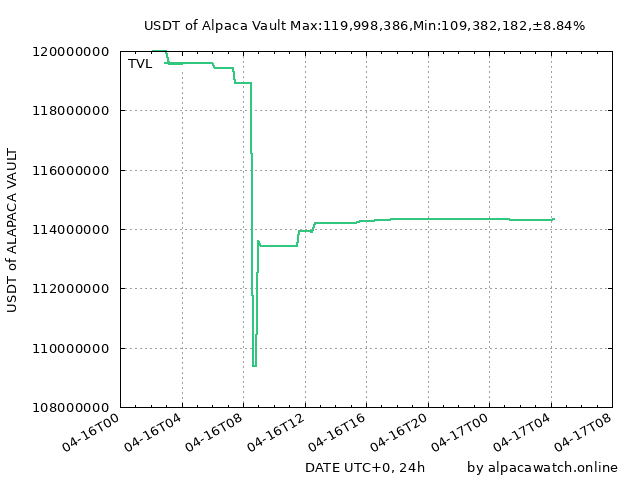 USDT of Alpaca Vault Max:119,998,386,Min:109,382,182,±8.84%
120000000
118000000
116000000
114000000
112000000
110000000
108000000
USDT of ALAPACA VAULT
TVL
04-16T00
04-16T04
04-16T08
04-16T12
04-16T16
04-16T20
04-17T00
04-17T04
04-17T08
DATE UTC+0, 24h
by alpacawatch.online